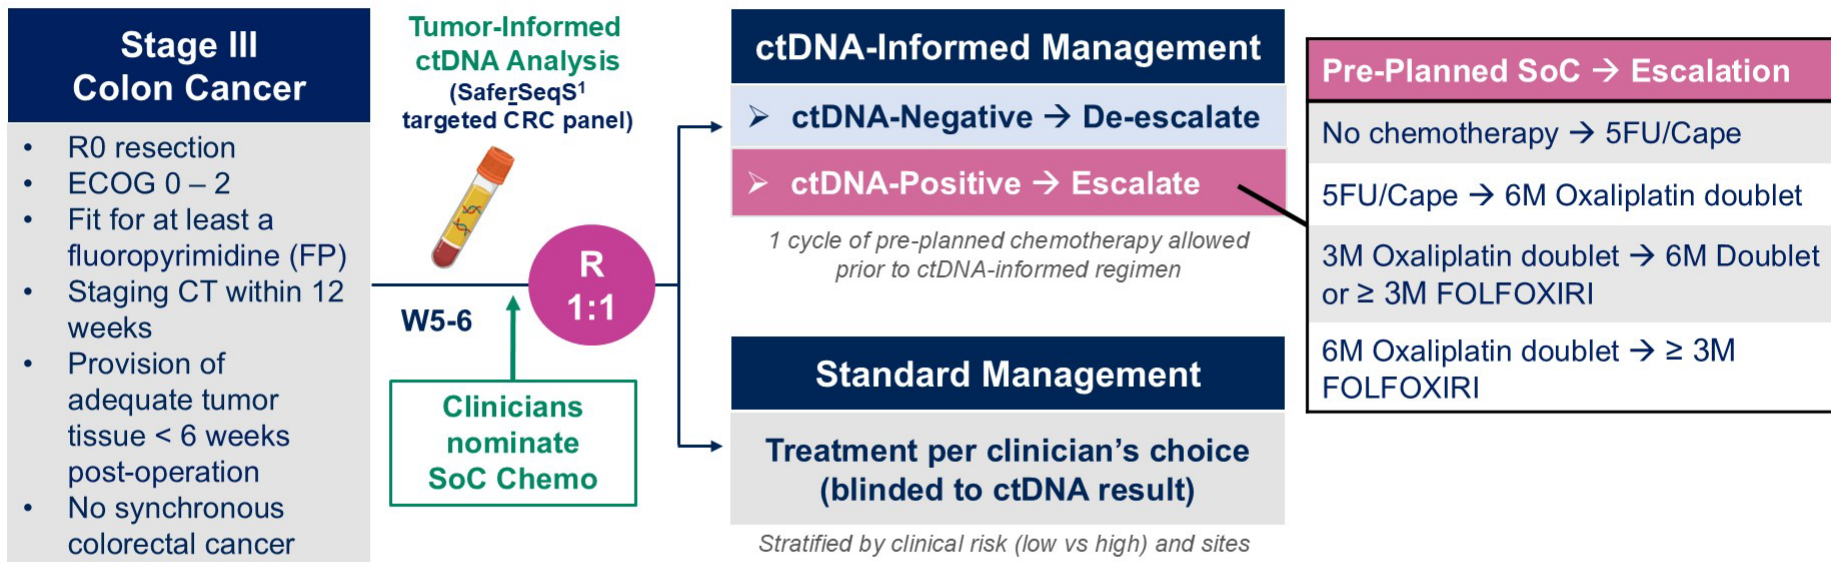 Stage III
Colon Cancer
• R0 resection
• ECOG 0 – 2
• Fit for at least a
fluoropyrimidine (FP)
• Staging CT within 12
weeks
• Provision of
adequate tumor
tissue < 6 weeks
post-operation
• No synchronous
colorectal cancer
Tumor-Informed
ctDNA Analysis
(SaferSeqS¹
targeted CRC panel)
W5-6
R
1:1
Clinicians
nominate
SoC Chemo
ctDNA-Informed Management
➢ ctDNA-Negative → De-escalate
➢ ctDNA-Positive → Escalate
1 cycle of pre-planned chemotherapy allowed
prior to ctDNA-informed regimen
Standard Management
Treatment per clinician’s choice
(blinded to ctDNA result)
Stratified by clinical risk (low vs high) and sites
Pre-Planned SoC → Escalation
No chemotherapy → 5FU/Cape
5FU/Cape → 6M Oxaliplatin doublet
3M Oxaliplatin doublet → 6M Doublet
or ≥ 3M FOLFOXIRI
6M Oxaliplatin doublet → ≥ 3M
FOLFOXIRI